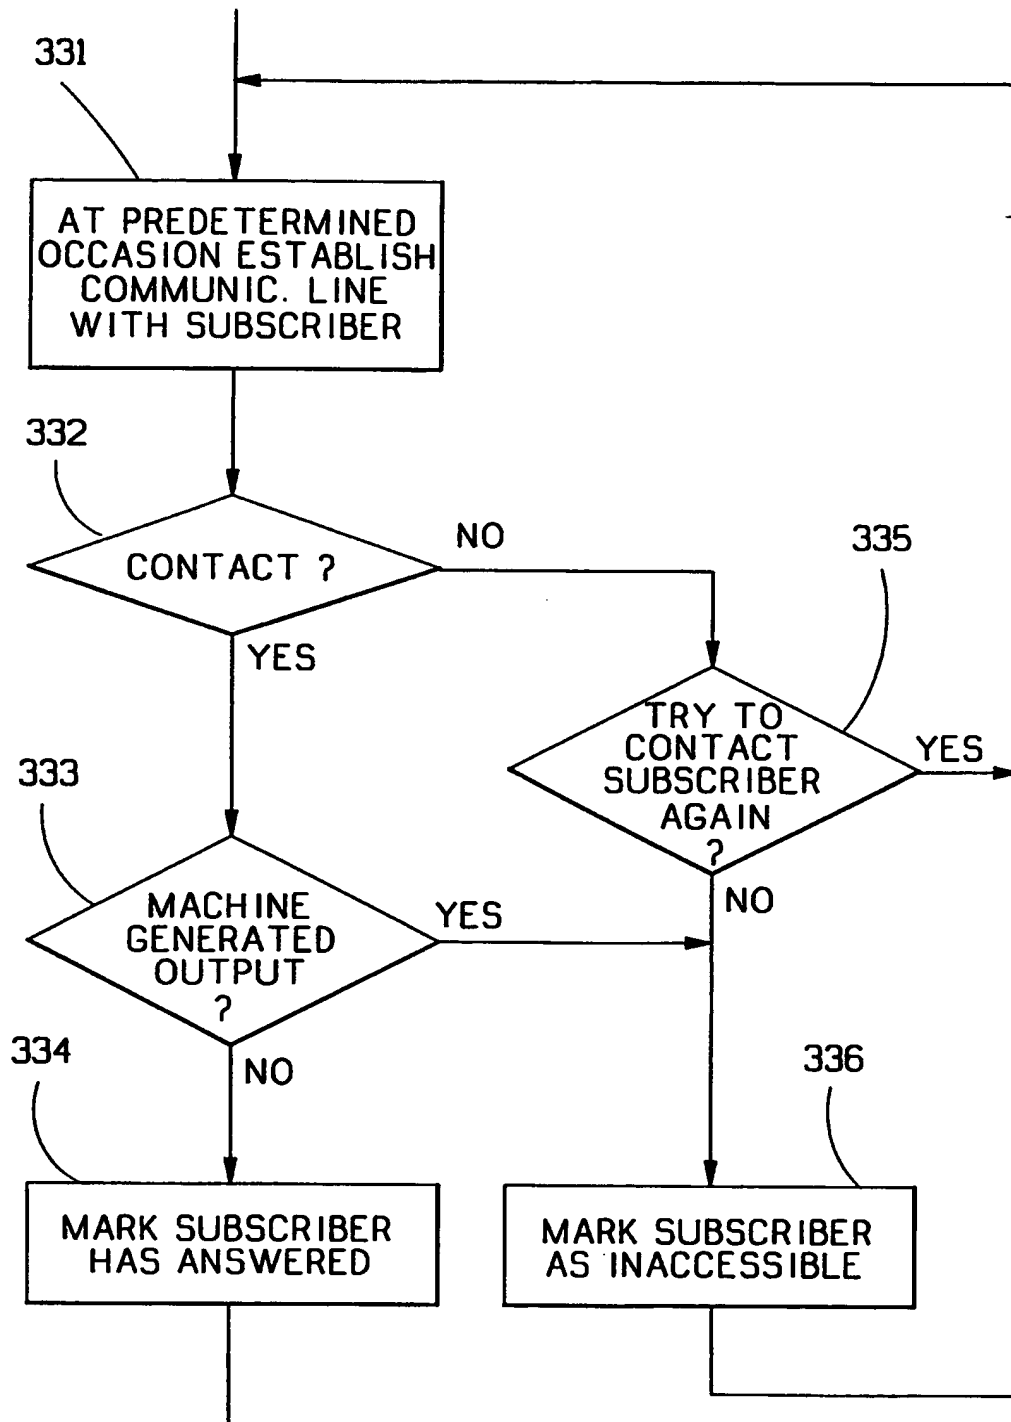 331
AT PREDETERMINED
OCCASION ESTABLISH
COMMUNIC. LINE
WITH SUBSCRIBER
332
CONTACT ?
NO
YES
335
TRY TO
CONTACT
SUBSCRIBER
AGAIN
?
YES
NO
333
MACHINE
GENERATED
OUTPUT
?
YES
NO
334
MARK SUBSCRIBER
HAS ANSWERED
336
MARK SUBSCRIBER
AS INACCESSIBLE